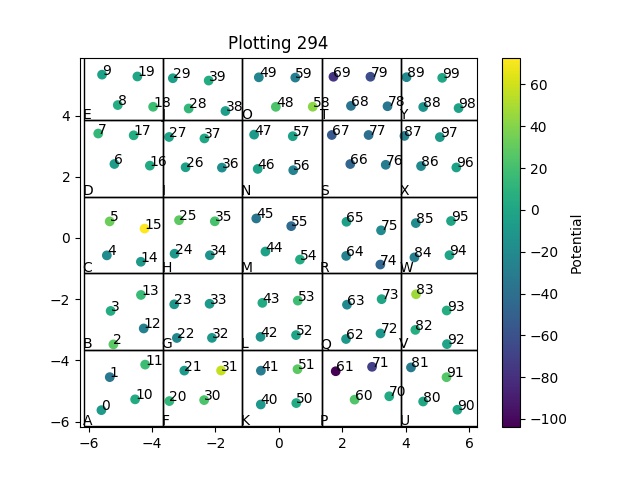 Plotting 294
9 19 29 39 49 59 69 79 89 99
8 18 28 38 48 58 68 78 88 98
E J O T Y
7 17 27 37 47 57 67 77 87 97
6 16 26 36 46 56 66 76 86 96
D I N S X
5 15 25 35 45 55 65 75 85 95
4 14 24 34 44 54 64 74 84 94
C H M R W
3 13 23 33 43 53 63 73 83 93
2 12 22 32 42 52 62 72 82 92
B G L Q V
1 11 21 31 41 51 61 71 81 91
0 10 20 30 40 50 60 70 80 90
A F K P U
4
2
0
−2
−4
−6
−6 −4 −2 0 2 4 6
60
40
20
0
−20
−40
−60
−80
−100
Potential